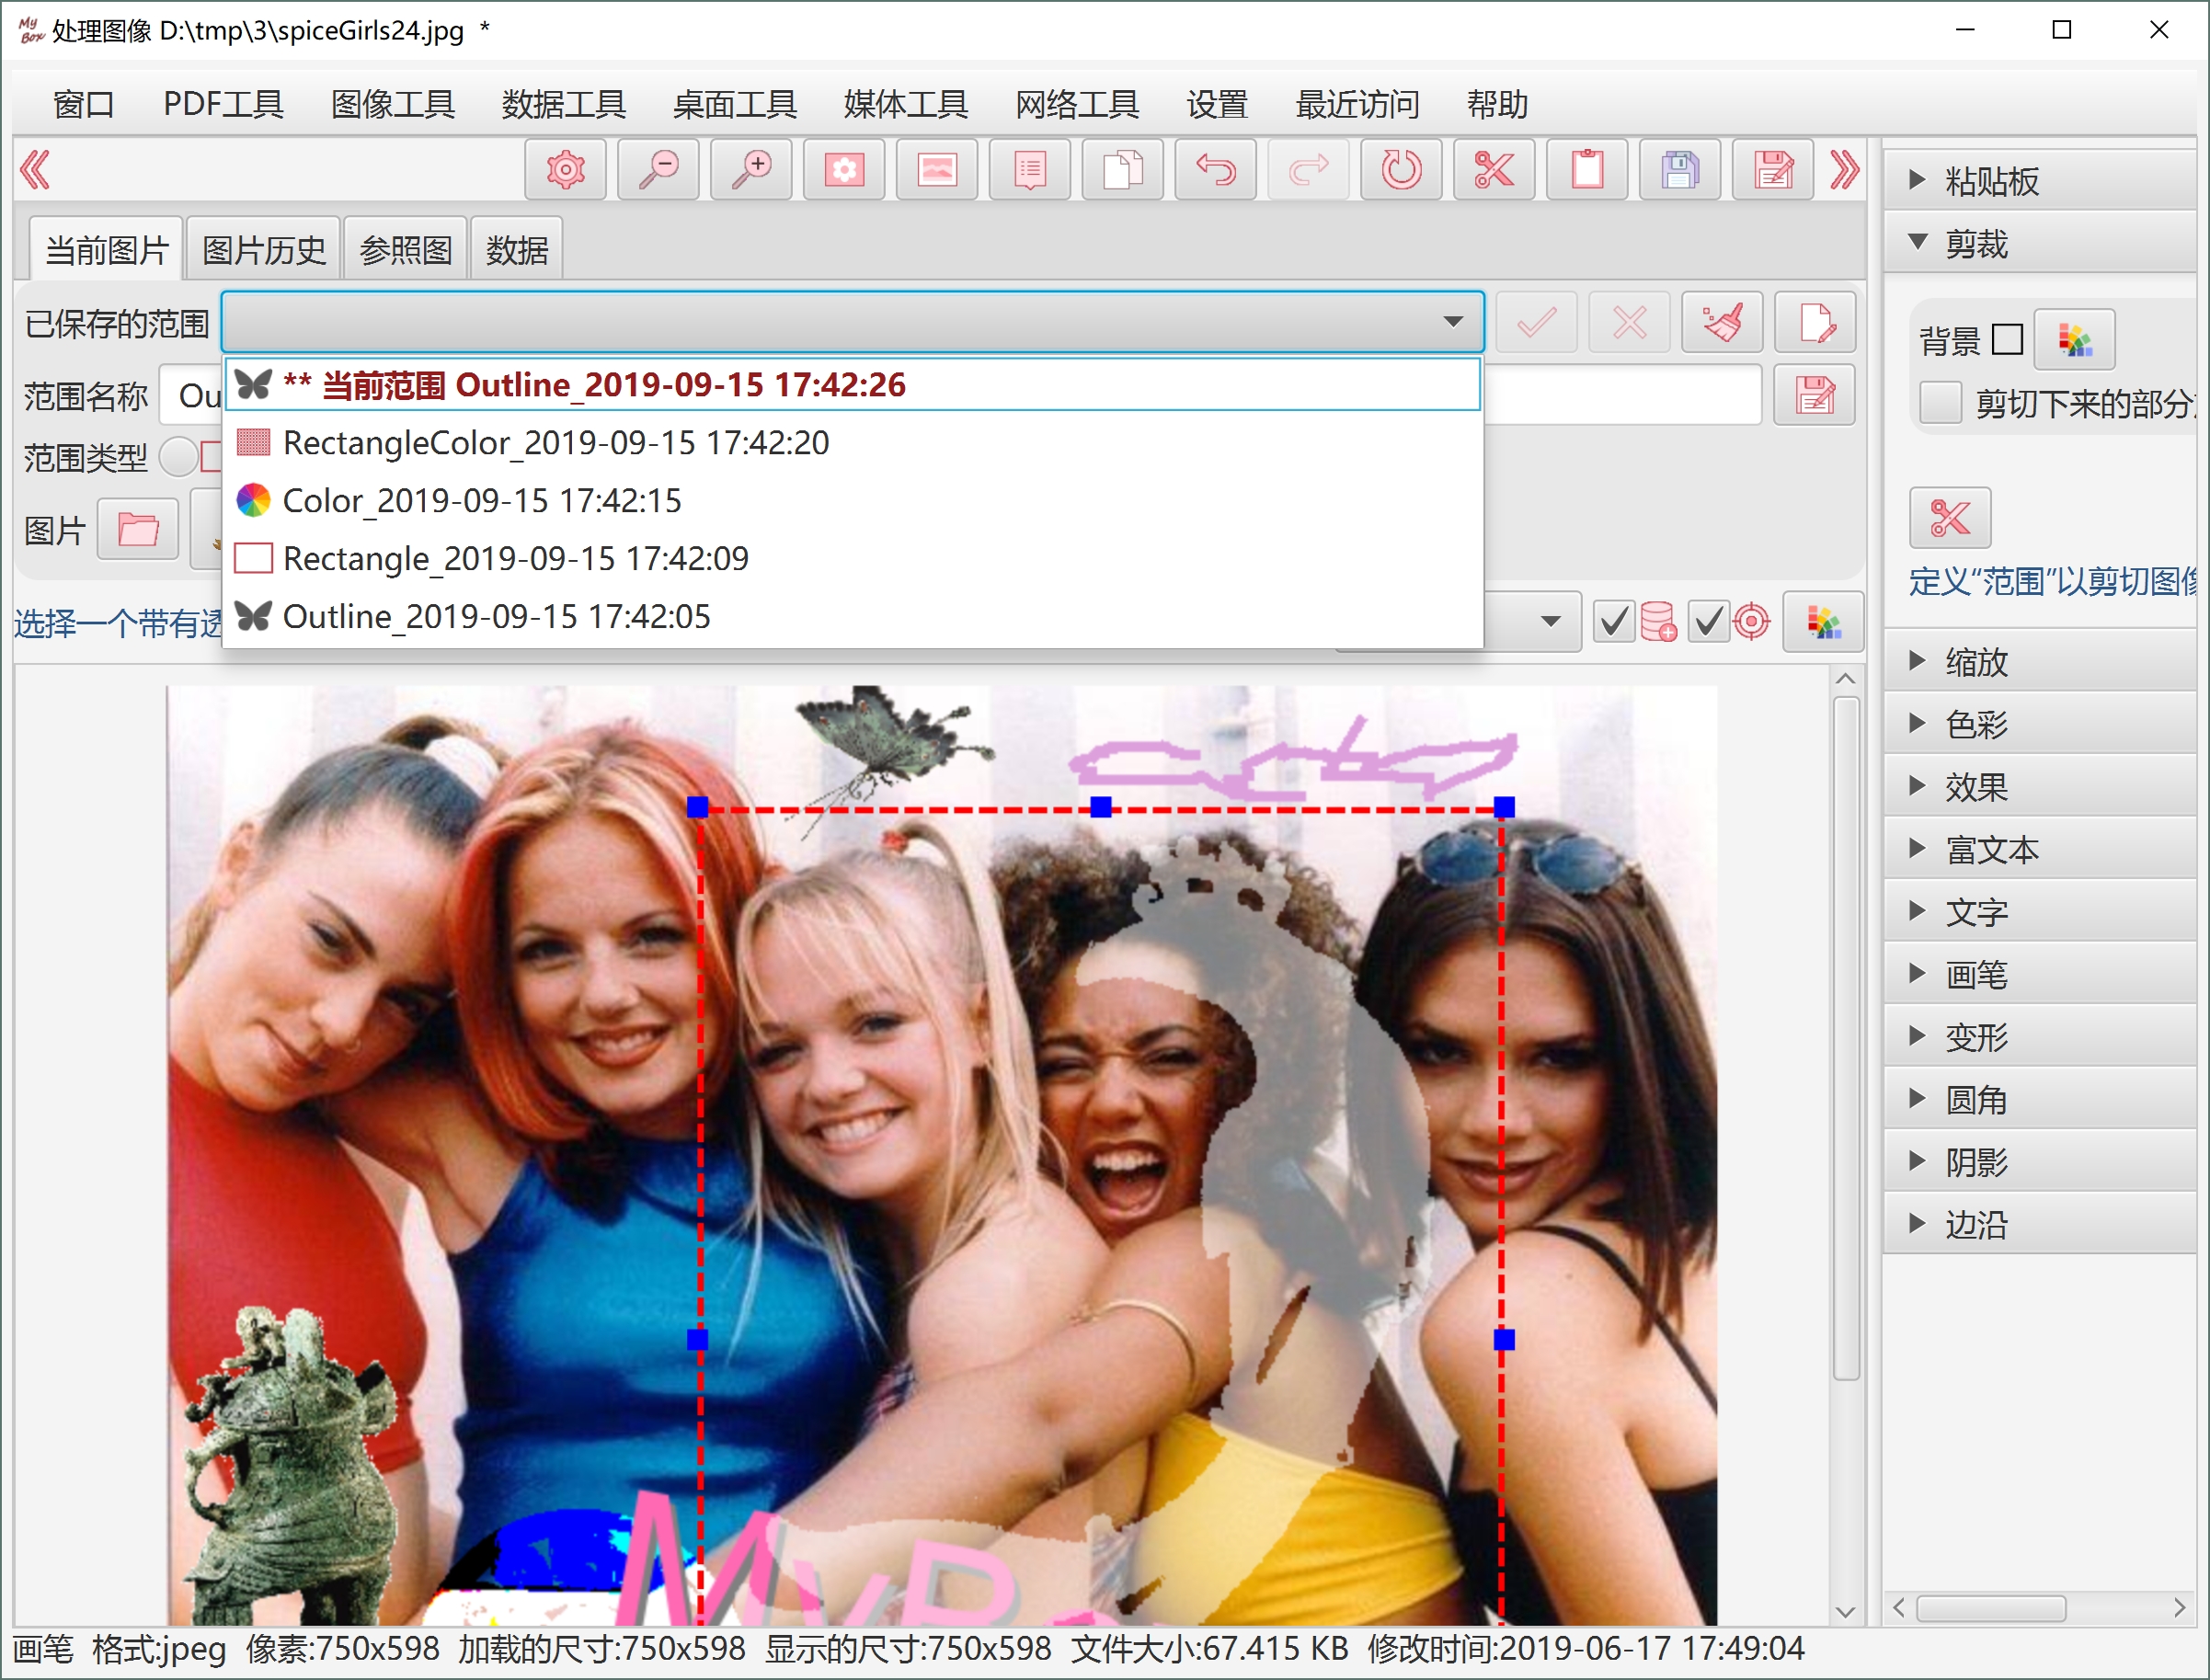 My Box 处理图像 D:\tmp\3\spiceGirls24.jpg *
窗口 PDF工具 图像工具 数据工具 桌面工具 媒体工具 网络工具 设置 最近访问 帮助
当前图片 图片历史 参照图 数据
已保存的范围
** 当前范围 Outline_2019-09-15 17:42:26
RectangleColor_2019-09-15 17:42:20
Color_2019-09-15 17:42:15
Rectangle_2019-09-15 17:42:09
Outline_2019-09-15 17:42:05
范围名称 Ou
范围类型
图片
选择一个带有透
粘贴板
剪裁
背景
剪切下来的部分
定义“范围”以剪切图像
缩放
色彩
效果
富文本
文字
画笔
变形
圆角
阴影
边沿
画笔 格式:jpeg 像素:750x598 加载的尺寸:750x598 显示的尺寸:750x598 文件大小:67.415 KB 修改时间:2019-06-17 17:49:04